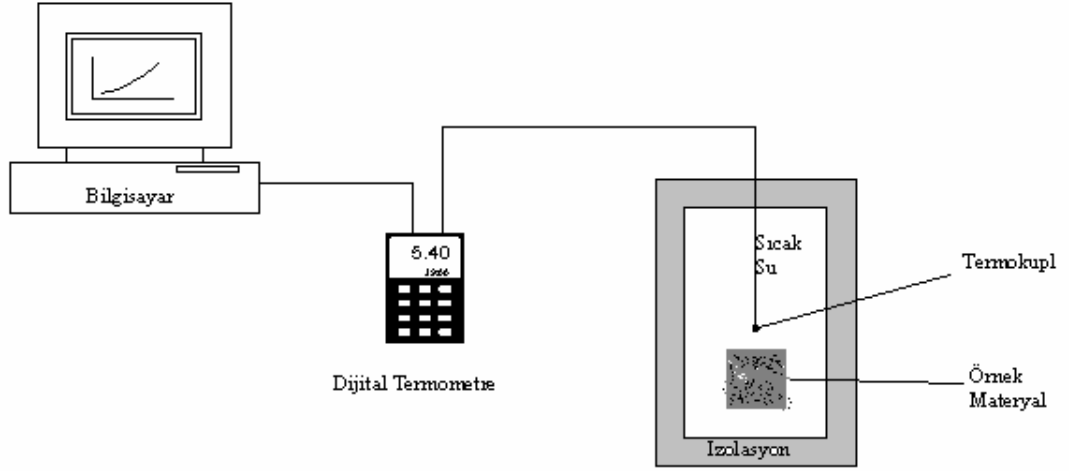 Bilgisayar
5.40
Dijital Termometre
Sıcak
Su
Termokupl
Örnek
Materyal
Izolasyon